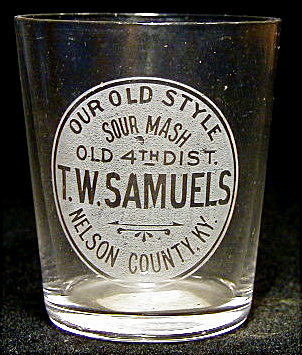 OUR OLD STYLE
SOUR MASH
OLD 4TH DIST.
T.W. SAMUELS
NELSON COUNTY, KY.